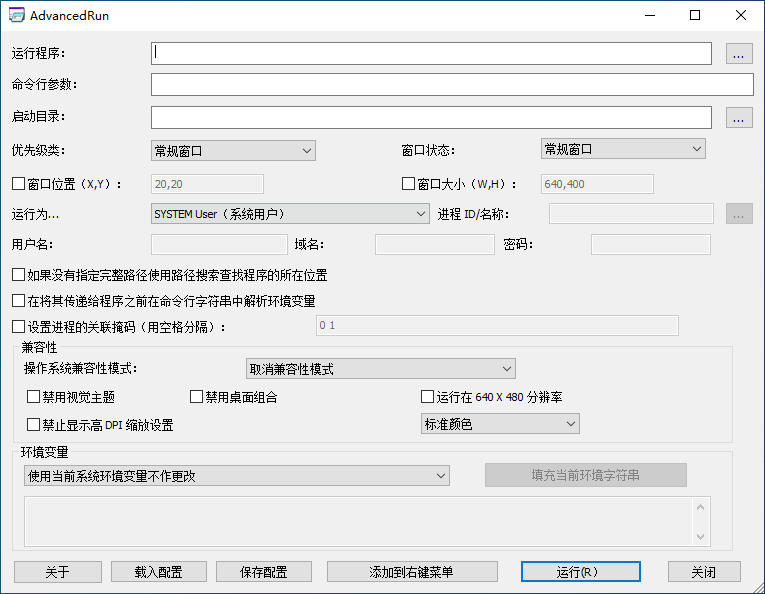 AdvancedRun
运行程序:
...
命令行参数:
启动目录:
...
优先级类: 常规窗口 窗口状态: 常规窗口
窗口位置（X,Y）: 20,20 窗口大小（W,H）: 640,400
运行为... SYSTEM User（系统用户） 进程 ID/名称: ...
用户名: 域名: 密码:
如果没有指定完整路径使用路径搜索查找程序的所在位置
在将其传递给程序之前在命令行字符串中解析环境变量
设置进程的关联掩码（用空格分隔）: 0 1
兼容性
操作系统兼容性模式: 取消兼容性模式
禁用视觉主题 禁用桌面组合 运行在 640 X 480 分辨率
禁止显示高 DPI 缩放设置 标准颜色
环境变量
使用当前系统环境变量不作更改 填充当前环境字符串
关于 载入配置 保存配置 添加到右键菜单 运行(R) 关闭